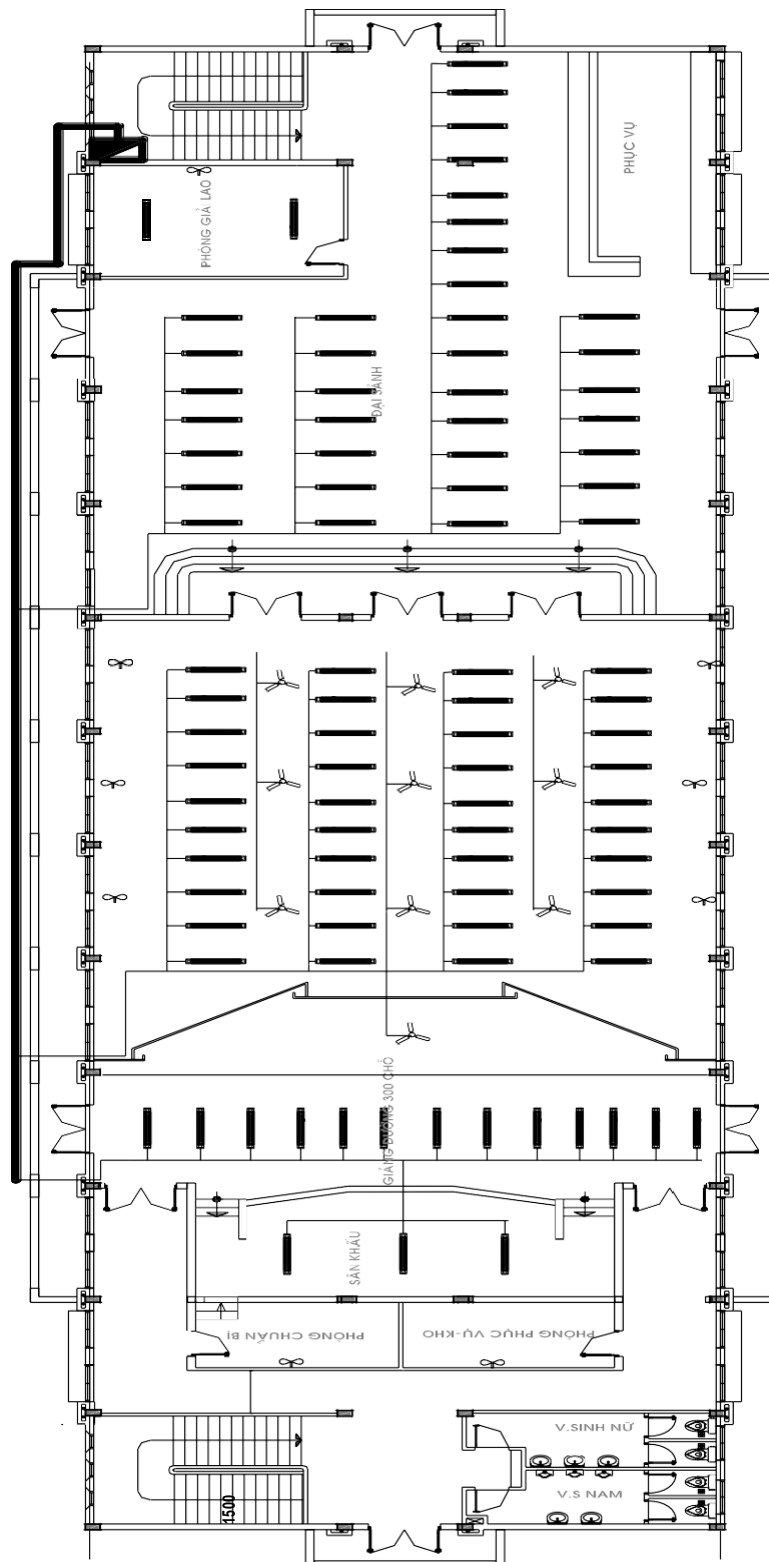 PHỤC VỤ
PHÒNG GIẢ LAO
ĐẠI SẢNH
GIẢNG ĐƯỜNG 300 CHỖ
SÂN KHẤU
PHÒNG CHUẨN BỊ
PHÒNG PHỤC VỤ-KHO
NỮ SINH S.V
NAM S.V
1500